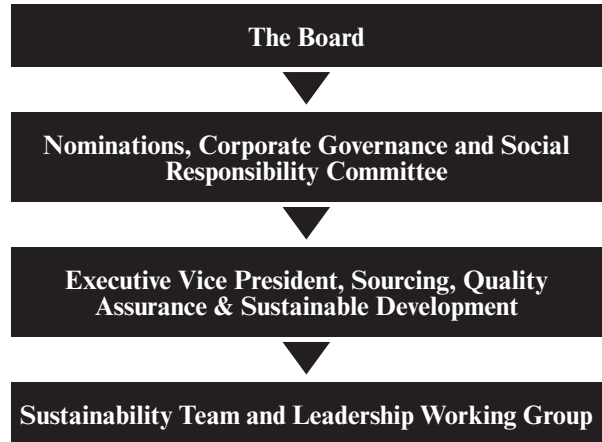 The Board
Nominations, Corporate Governance and Social
Responsibility Committee
Executive Vice President, Sourcing, Quality
Assurance & Sustainable Development
Sustainability Team and Leadership Working Group